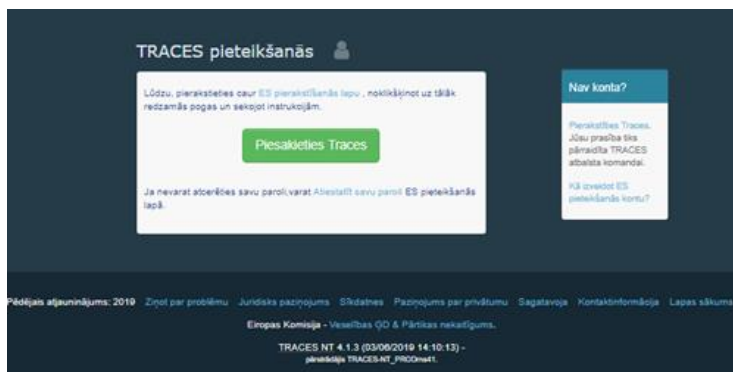 TRACES pieteikšanās
Lūdzu, pierakstieties caur ES pierakstīšanās lapu , noklikšķinot uz tālāk
redzamās pogas un sekojot instrukcijām.
Piesakieties Traces
Ja nevarat atcerēties savu paroli,varat Atiestatīt savu paroli ES pieteikšanās
lapā.
Nav konta?
Pierakstīties Traces.
Jūsu prasība tiks
pārraidīta TRACES
atbalsta komandai.
Kā izveidot ES
pieteikšanās kontu?
Pēdējais atjauninājums: 2019 Ziņot par problēmu Juridisks paziņojums Sīkdatnes Paziņojums par privātumu Sagatavoja Kontaktinformācija Lapas sākums
Eiropas Komisija - Veselības ĢD & Pārtikas nekaitīgums.
TRACES NT 4.1.3 (03/06/2019 14:10:13) -
TRACES-NT_PRODms41.